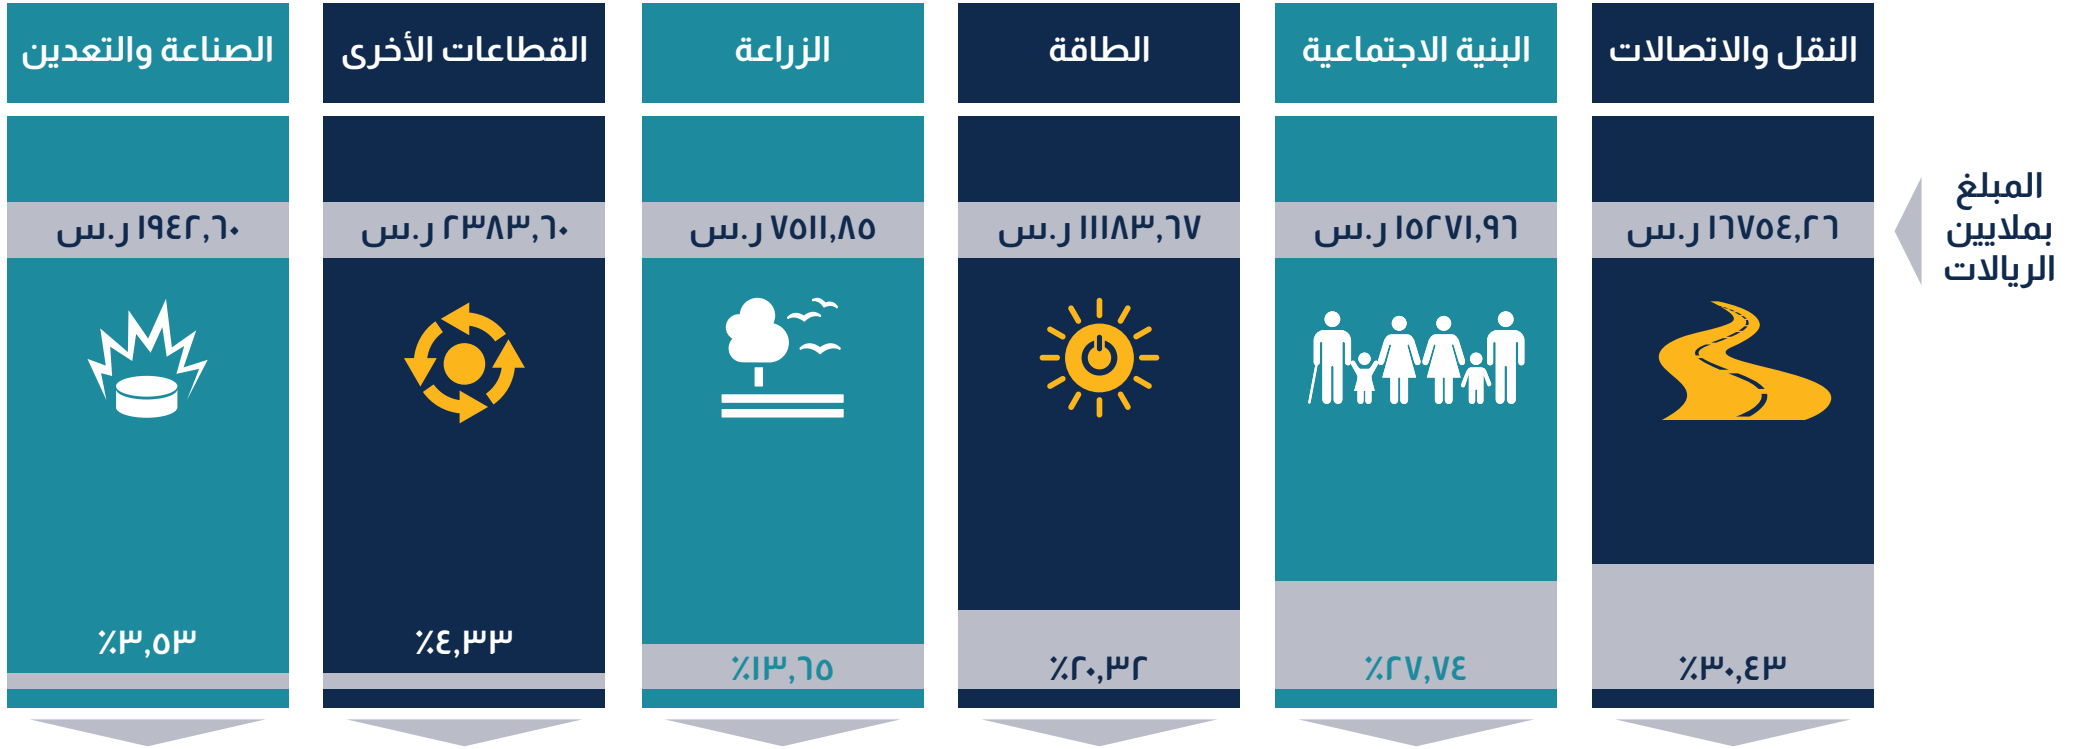 النقل والاتصالات
البنية الاجتماعية
الطاقة
الزراعة
القطاعات الأخرى
الصناعة والتعدين
المبلغ
بملايين
الريالات
١٦٧٥٤,٢٦ ر.س
١٥٢٧١,٩٦ ر.س
١١١٨٣,٦٧ ر.س
٧٥١١,٨٥ ر.س
٢٣٨٣,٦٠ ر.س
١٩٤٢,٦٠ ر.س
٪٣٠,٤٣
٪٢٧,٧٤
٪٢٠,٣٢
٪١٣,٦٥
٪٤,٣٣
٪٣,٥٣